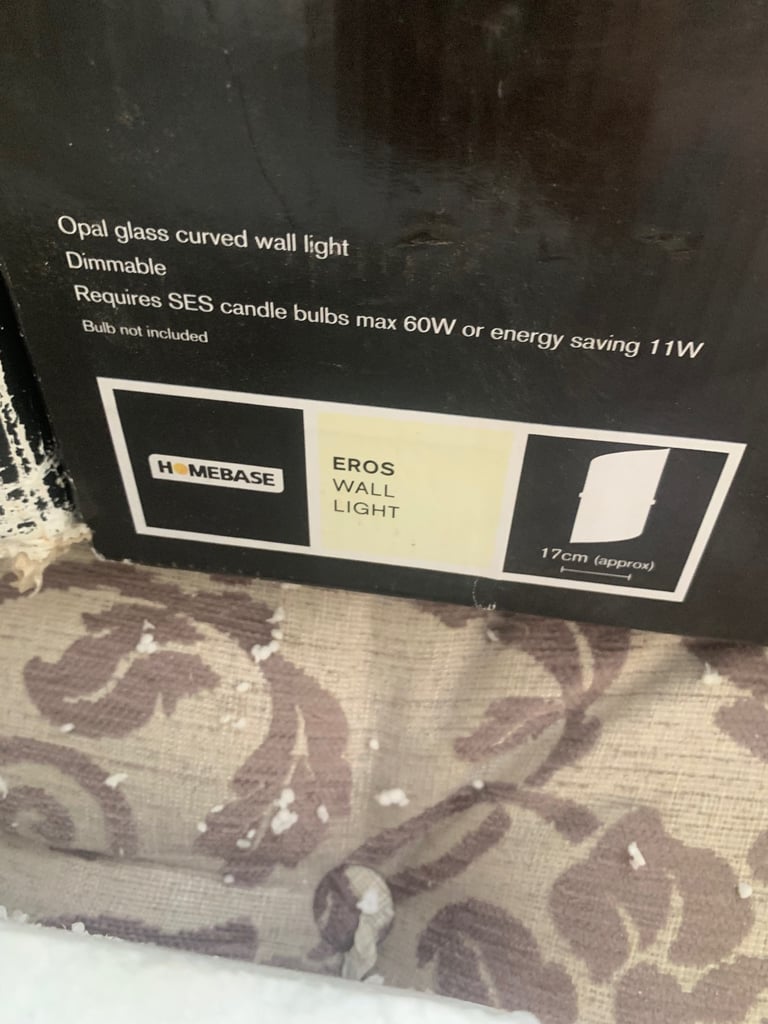 Opal glass curved wall light
Dimmable
Requires SES candle bulbs max 60W or energy saving 11W
Bulb not included
HOMEBASE
EROS
WALL
LIGHT
17cm (approx)